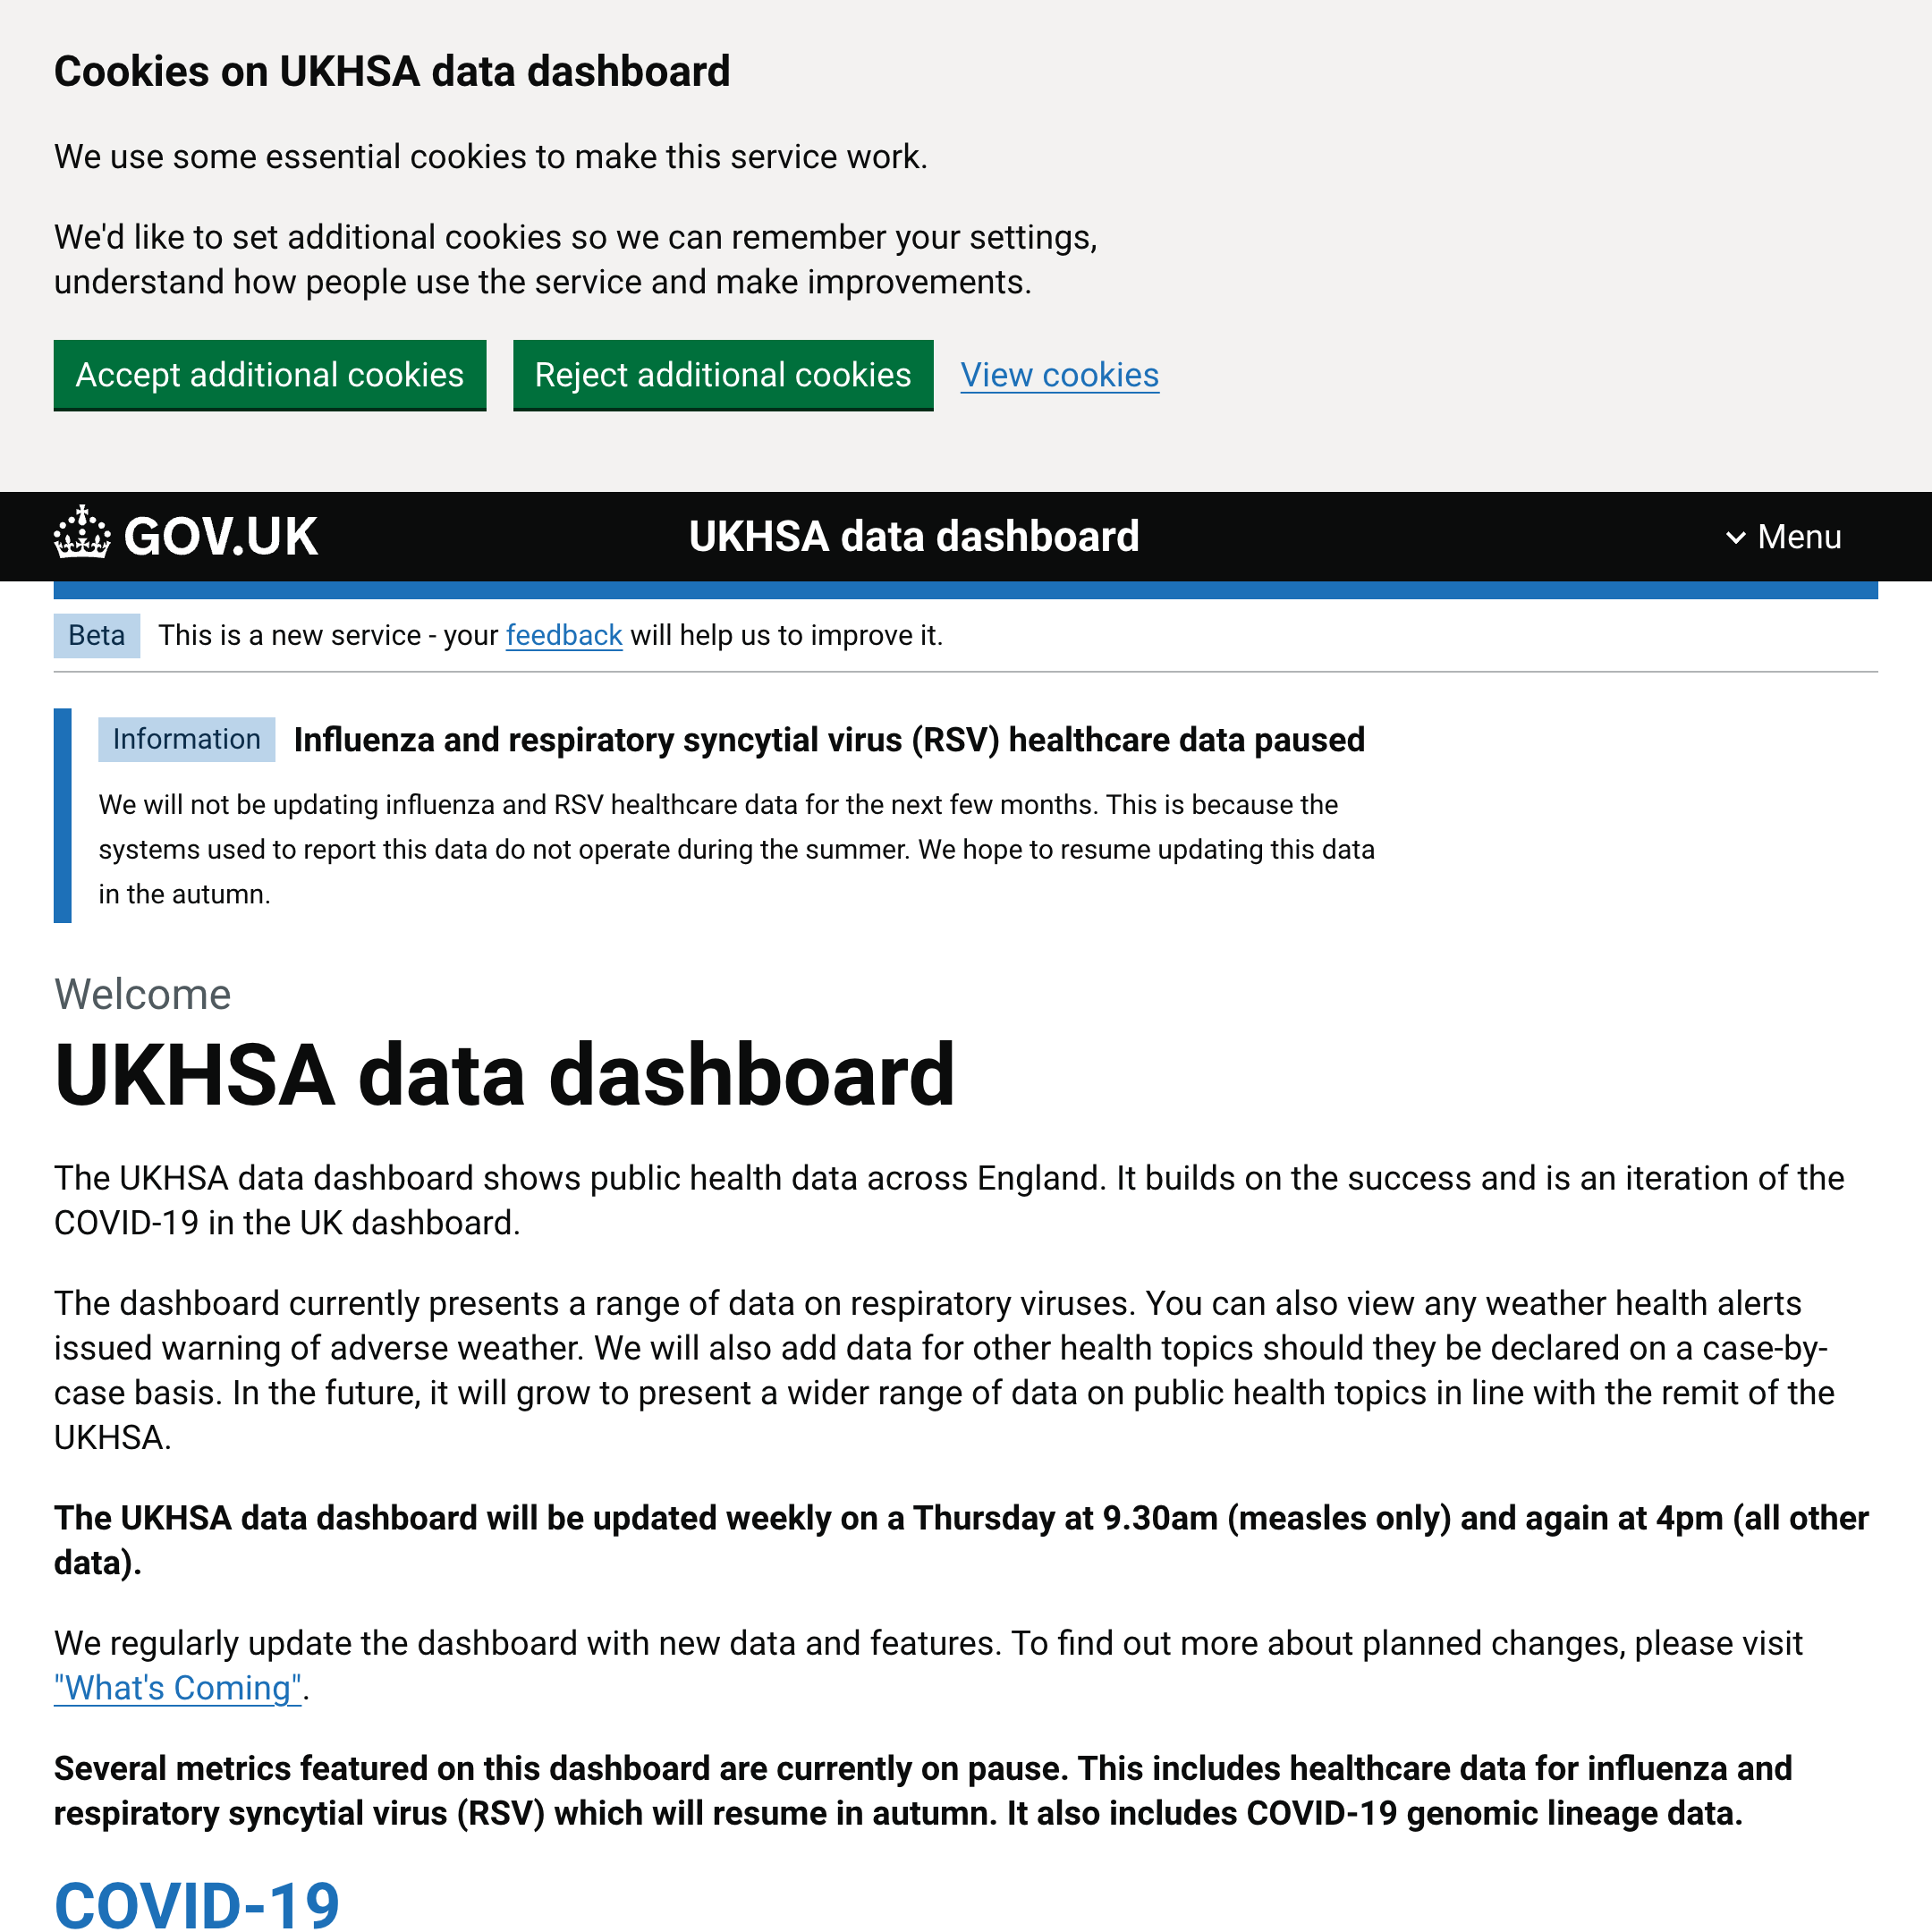 Cookies on UKHSA data dashboard
We use some essential cookies to make this service work.
We'd like to set additional cookies so we can remember your settings,
understand how people use the service and make improvements.
Accept additional cookies
Reject additional cookies
View cookies
GOV.UK
UKHSA data dashboard
Menu
Beta
This is a new service - your feedback will help us to improve it.
Information
Influenza and respiratory syncytial virus (RSV) healthcare data paused
We will not be updating influenza and RSV healthcare data for the next few months. This is because the
systems used to report this data do not operate during the summer. We hope to resume updating this data
in the autumn.
Welcome
UKHSA data dashboard
The UKHSA data dashboard shows public health data across England. It builds on the success and is an iteration of the
COVID-19 in the UK dashboard.
The dashboard currently presents a range of data on respiratory viruses. You can also view any weather health alerts
issued warning of adverse weather. We will also add data for other health topics should they be declared on a case-by-
case basis. In the future, it will grow to present a wider range of data on public health topics in line with the remit of the
UKHSA.
The UKHSA data dashboard will be updated weekly on a Thursday at 9.30am (measles only) and again at 4pm (all other
data).
We regularly update the dashboard with new data and features. To find out more about planned changes, please visit
"What's Coming".
Several metrics featured on this dashboard are currently on pause. This includes healthcare data for influenza and
respiratory syncytial virus (RSV) which will resume in autumn. It also includes COVID-19 genomic lineage data.
COVID-19